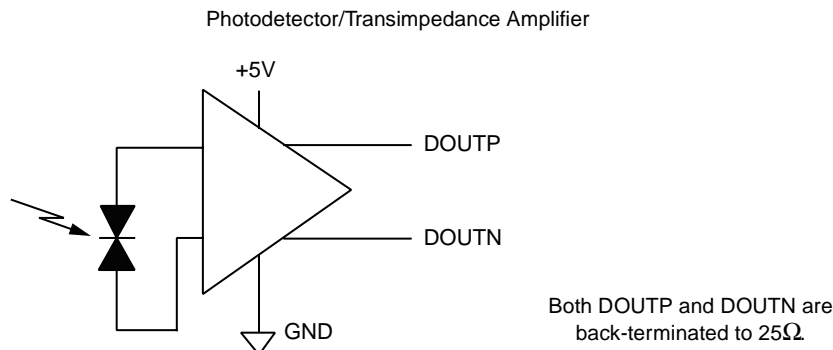 Photodetector/Transimpedance Amplifier
+5V
DOUTP
DOUTN
GND
Both DOUTP and DOUTN are
back-terminated to 25Ω.